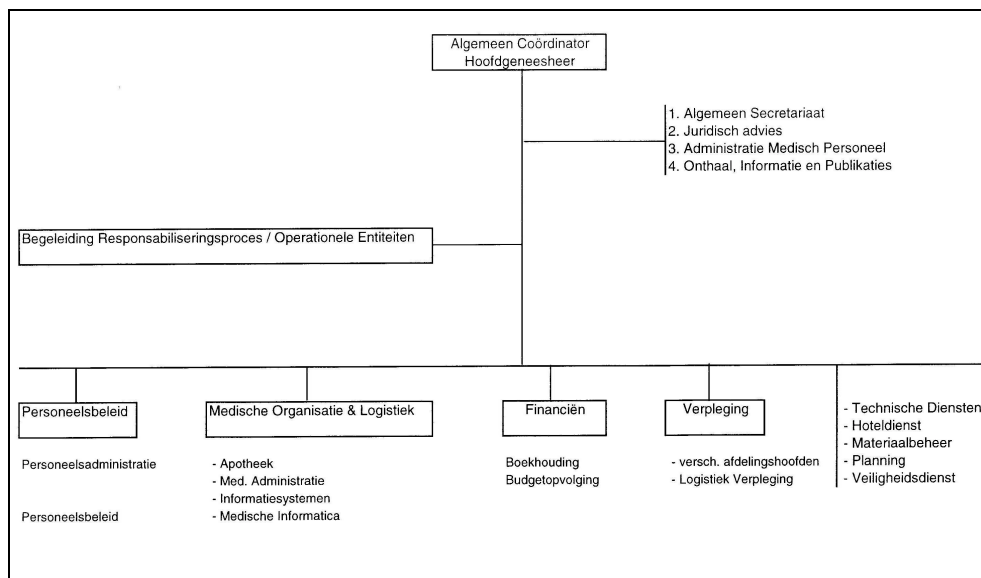 Algemeen Coördinator
Hoofdgeneesheer
1. Algemeen Secretariaat
2. Juridisch advies
3. Administratie Medisch Personeel
4. Onthaal, Informatie en Publikaties
Begeleiding Responsabiliseringsproces / Operationele Entiteiten
Personeelsbeleid
Personeelsadministratie
Personeelsbeleid
Medische Organisatie & Logistiek
- Apotheek
- Med. Administratie
- Informatiesystemen
- Medische Informatica
Financiën
Boekhouding
Budgetopvolging
Verpleging
- versch. afdelingshoofden
- Logistiek Verpleging
- Technische Diensten
- Hoteldienst
- Materiaalbeheer
- Planning
- Veiligheidsdienst